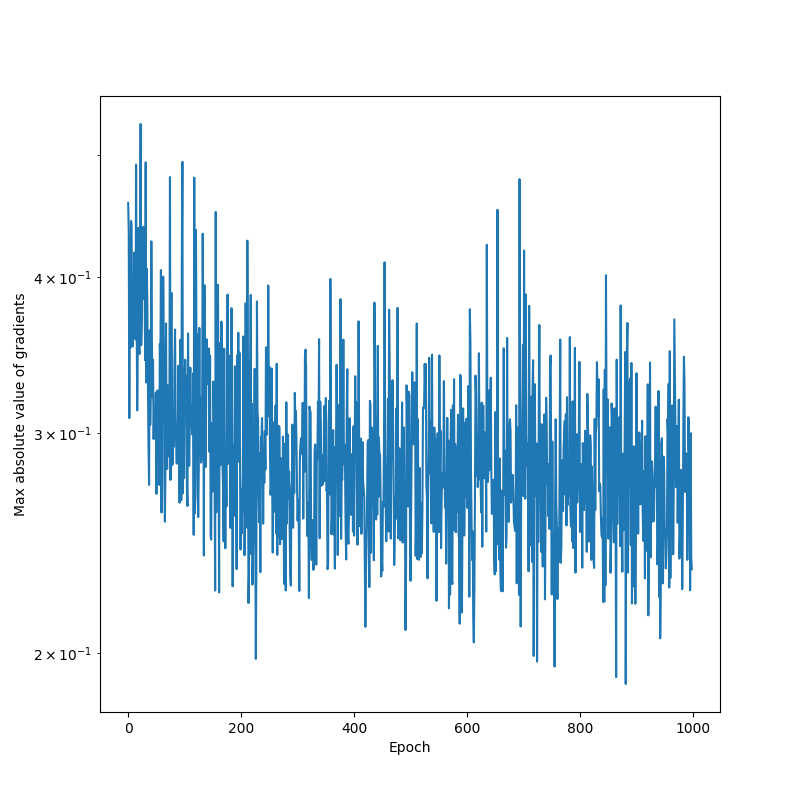 Max absolute value of gradients
4 × 10⁻¹
3 × 10⁻¹
2 × 10⁻¹
0 200 400 600 800 1000
Epoch